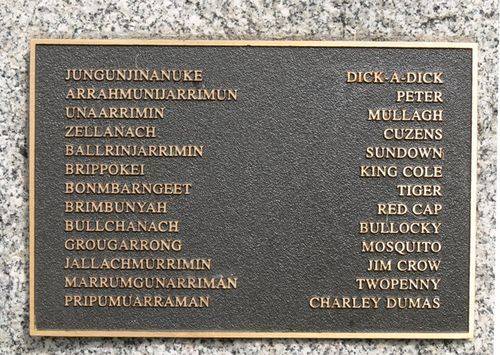 JUNGUNJINANUKE DICK-A-DICK
ARRAHMUNIJARRIMUN PETER
UNAARRIMIN MULLAGH
ZELLANACH CUZENS
BALLRINJARRIMIN SUNDOWN
BRIPPOKEI KING COLE
BONMBARNGEET TIGER
BRIMBUNYAH RED CAP
BULLCHANACH BULLOCKY
GROUGARRONG MOSQUITO
JALLACHMURRIMIN JIM CROW
MARRUMGUNARRIMAN TWOPENNY
PRIPUMUARRAMAN CHARLEY DUMAS